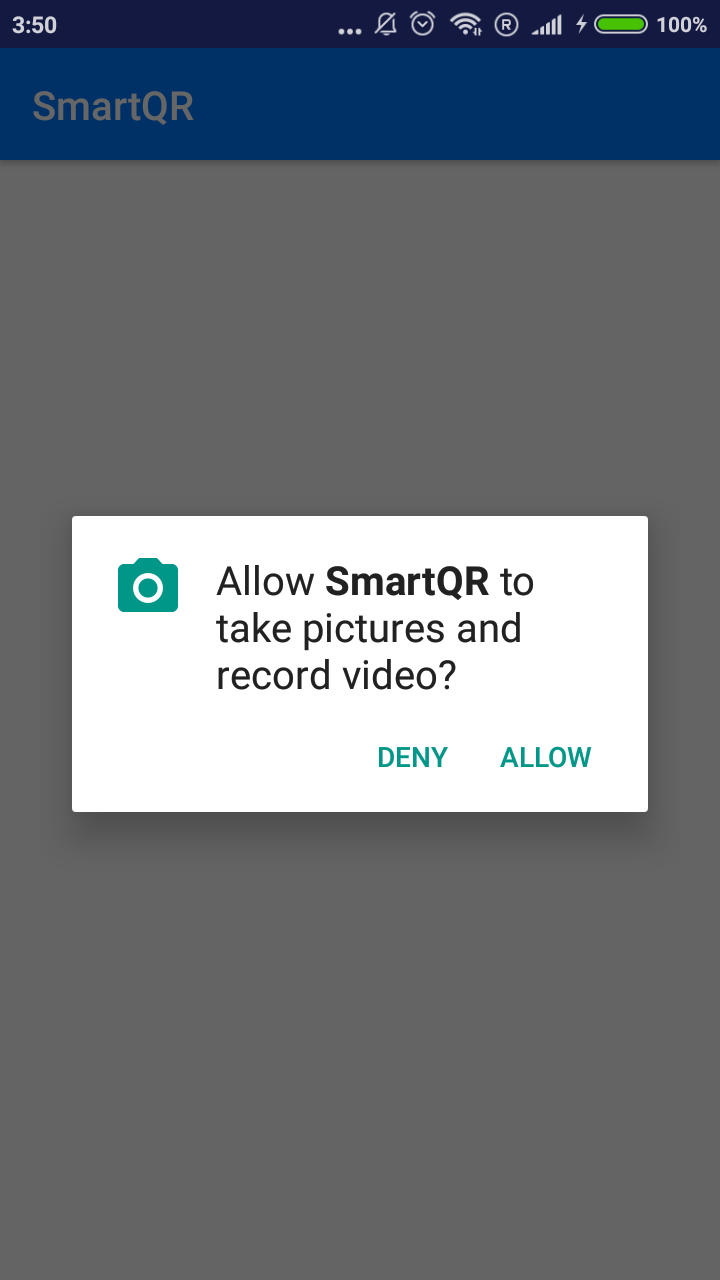 3:50
R
100%
SmartQR
Allow SmartQR to
take pictures and
record video?
DENY ALLOW